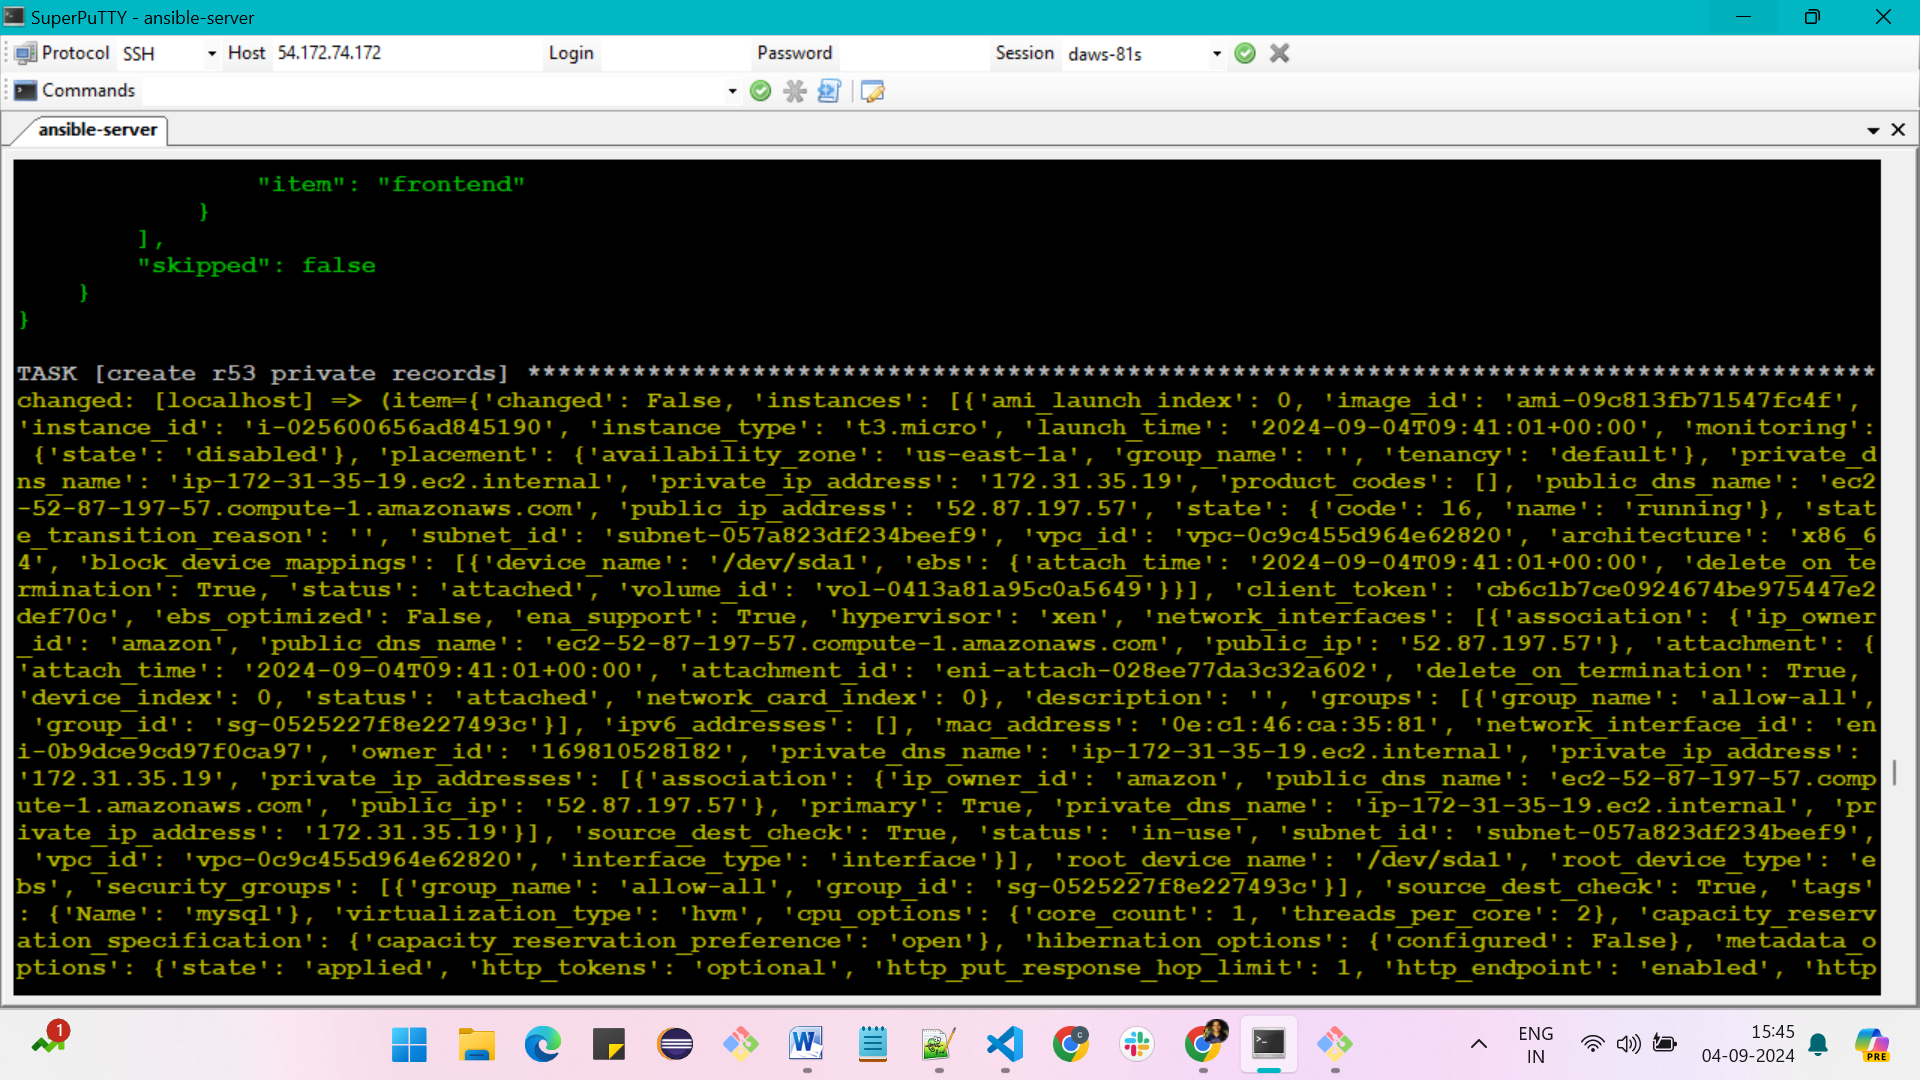 SuperPuTTY - ansible-server
Protocol SSH Host 54.172.74.172 Login Password Session daws-81s
Commands
ansible-server
"item": "frontend"
}
],
"skipped": false
}
}
TASK [create r53 private records] ******************************************************************************************
changed: [localhost] => (item={'changed': False, 'instances': [{'ami_launch_index': 0, 'image_id': 'ami-09c813fb71547fc4f',
'instance_id': 'i-025600656ad845190', 'instance_type': 't3.micro', 'launch_time': '2024-09-04T09:41:01+00:00', 'monitoring':
{'state': 'disabled'}, 'placement': {'availability_zone': 'us-east-1a', 'group_name': '', 'tenancy': 'default'}, 'private_d
ns_name': 'ip-172-31-35-19.ec2.internal', 'private_ip_address': '172.31.35.19', 'product_codes': [], 'public_dns_name': 'ec2
-52-87-197-57.compute-1.amazonaws.com', 'public_ip_address': '52.87.197.57', 'state': {'code': 16, 'name': 'running'}, 'stat
e_transition_reason': '', 'subnet_id': 'subnet-057a823df234beef9', 'vpc_id': 'vpc-0c9c455d964e62820', 'architecture': 'x86_6
4', 'block_device_mappings': [{'device_name': '/dev/sda1', 'ebs': {'attach_time': '2024-09-04T09:41:01+00:00', 'delete_on_te
rmination': True, 'status': 'attached', 'volume_id': 'vol-0413a81a95c0a5649'}}], 'client_token': 'cb6c1b7ce0924674be975447e2
def70c', 'ebs_optimized': False, 'ena_support': True, 'hypervisor': 'xen', 'network_interfaces': [{'association': {'ip_owner
_id': 'amazon', 'public_dns_name': 'ec2-52-87-197-57.compute-1.amazonaws.com', 'public_ip': '52.87.197.57'}, 'attachment': {
'attach_time': '2024-09-04T09:41:01+00:00', 'attachment_id': 'eni-attach-028ee77da3c32a602', 'delete_on_termination': True,
'device_index': 0, 'status': 'attached', 'network_card_index': 0}, 'description': '', 'groups': [{'group_name': 'allow-all',
'group_id': 'sg-0525227f8e227493c'}], 'ipv6_addresses': [], 'mac_address': '0e:c1:46:ca:35:81', 'network_interface_id': 'en
i-0b9dce9cd97f0ca97', 'owner_id': '169810528182', 'private_dns_name': 'ip-172-31-35-19.ec2.internal', 'private_ip_address':
'172.31.35.19', 'private_ip_addresses': [{'association': {'ip_owner_id': 'amazon', 'public_dns_name': 'ec2-52-87-197-57.comp
ute-1.amazonaws.com', 'public_ip': '52.87.197.57'}, 'primary': True, 'private_dns_name': 'ip-172-31-35-19.ec2.internal', 'pr
ivate_ip_address': '172.31.35.19'}], 'source_dest_check': True, 'status': 'in-use', 'subnet_id': 'subnet-057a823df234beef9',
'vpc_id': 'vpc-0c9c455d964e62820', 'interface_type': 'interface'}], 'root_device_name': '/dev/sda1', 'root_device_type': 'e
bs', 'security_groups': [{'group_name': 'allow-all', 'group_id': 'sg-0525227f8e227493c'}], 'source_dest_check': True, 'tags'
: {'Name': 'mysql'}, 'virtualization_type': 'hvm', 'cpu_options': {'core_count': 1, 'threads_per_core': 2}, 'capacity_reserv
ation_specification': {'capacity_reservation_preference': 'open'}, 'hibernation_options': {'configured': False}, 'metadata_o
ptions': {'state': 'applied', 'http_tokens': 'optional', 'http_put_response_hop_limit': 1, 'http_endpoint': 'enabled', 'http
1
ENG 15:45
IN 04-09-2024
PRE